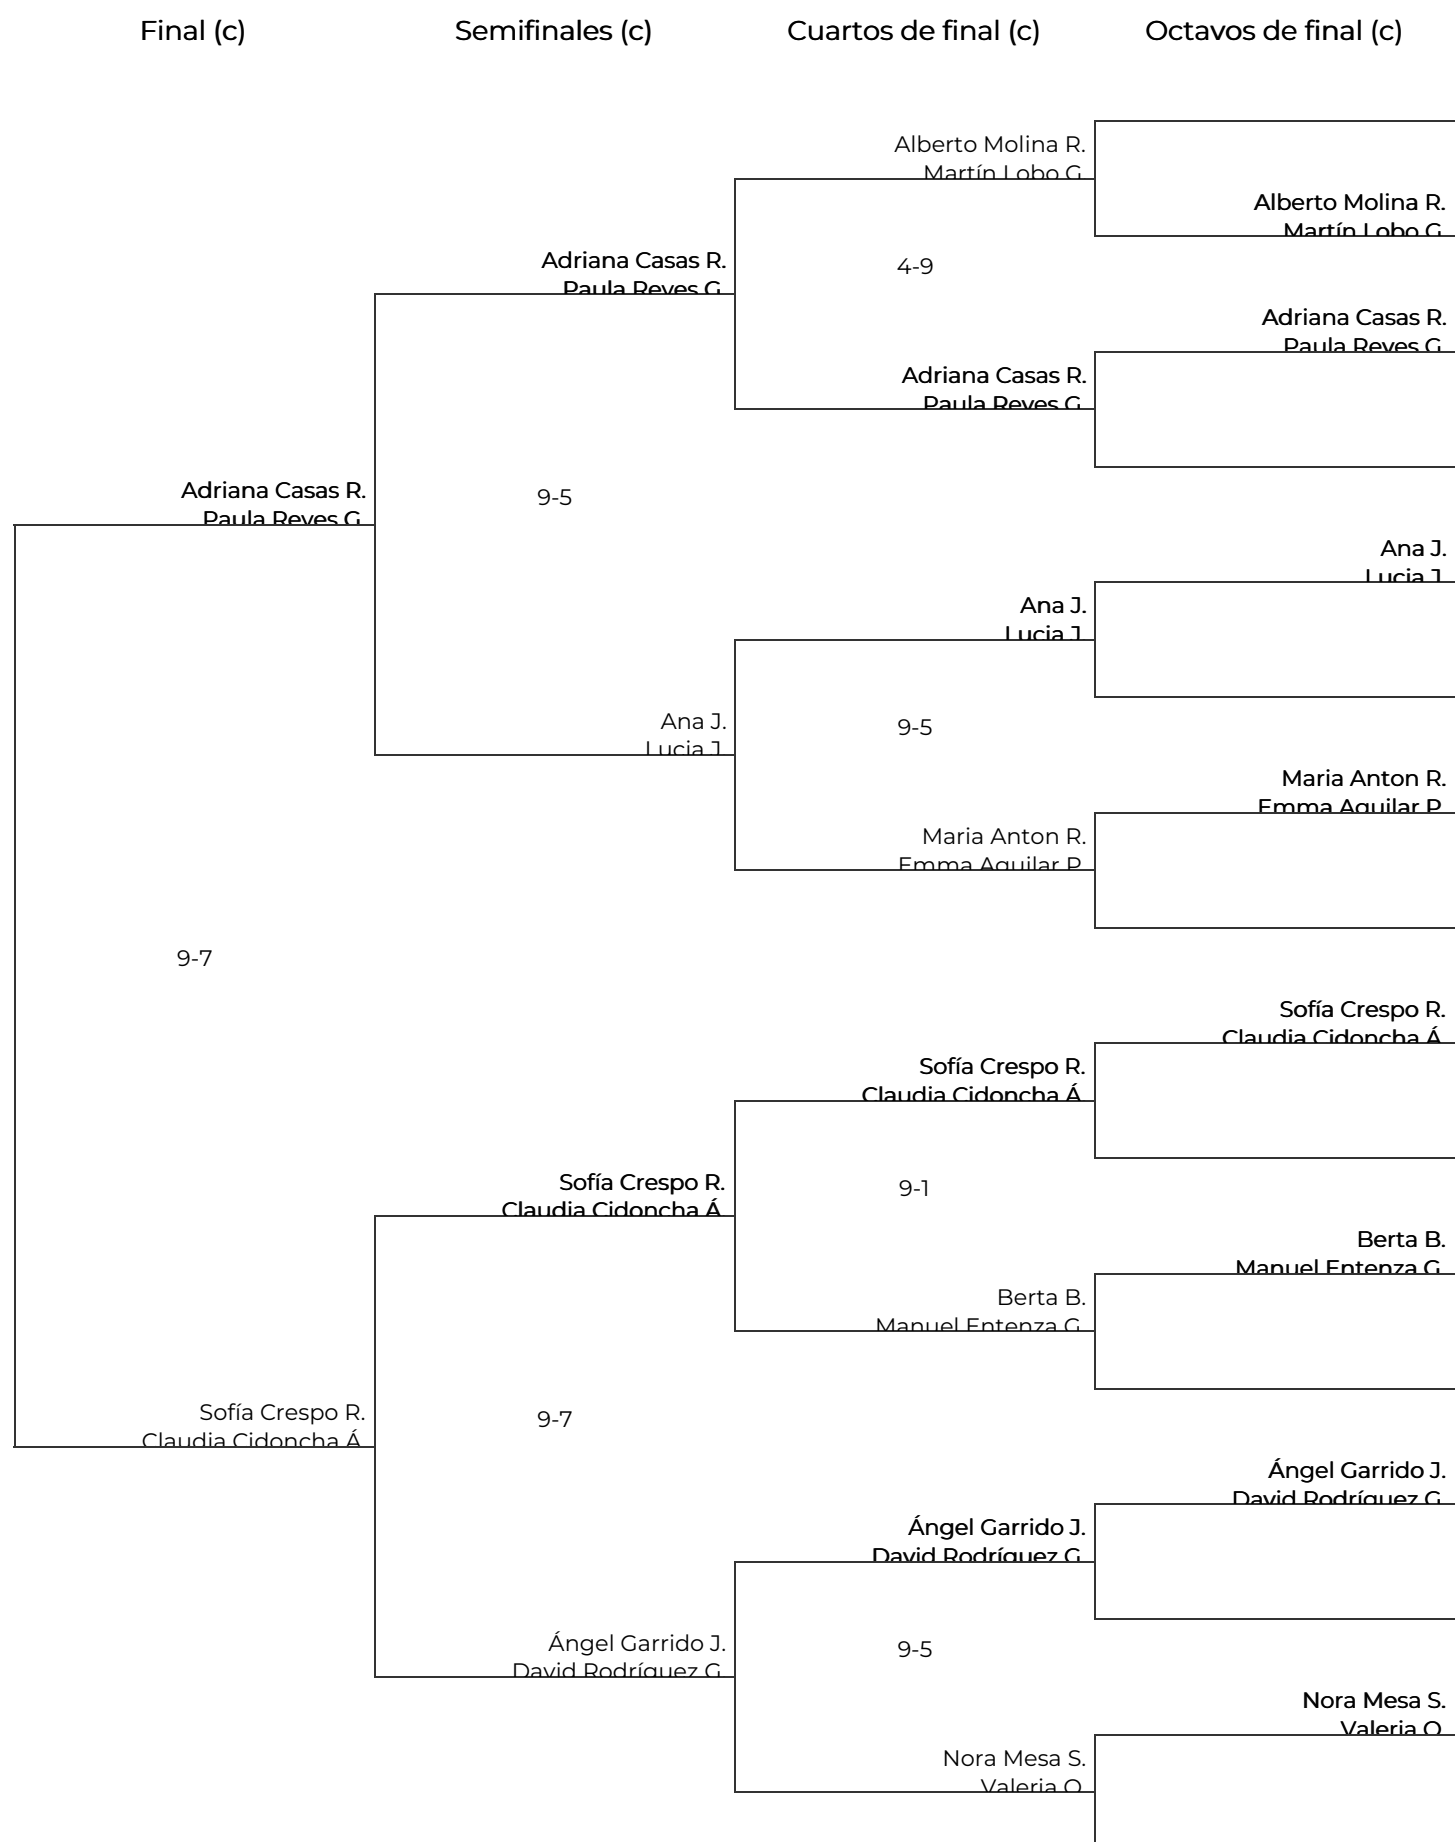 Final (c)
Semifinales (c)
Cuartos de final (c)
Octavos de final (c)
Alberto Molina R.
Martín Lobo G.
Alberto Molina R.
Martín Lobo G.
Adriana Casas R.
Paula Reyes G.
4-9
Adriana Casas R.
Paula Reyes G.
Adriana Casas R.
Paula Reyes G.
Adriana Casas R.
Paula Reyes G.
9-5
Ana J.
Lucia J.
Ana J.
Lucia J.
Ana J.
Lucia J.
9-5
Maria Anton R.
Emma Aguilar P.
Maria Anton R.
Emma Aguilar P.
9-7
Sofía Crespo R.
Claudia Cidoncha Á.
Sofía Crespo R.
Claudia Cidoncha Á.
Sofía Crespo R.
Claudia Cidoncha Á.
9-1
Berta B.
Manuel Entenza G.
Berta B.
Manuel Entenza G.
Sofía Crespo R.
Claudia Cidoncha Á.
9-7
Ángel Garrido J.
David Rodríguez G.
Ángel Garrido J.
David Rodríguez G.
Ángel Garrido J.
David Rodríguez G.
9-5
Nora Mesa S.
Valeria O.
Nora Mesa S.
Valeria O.